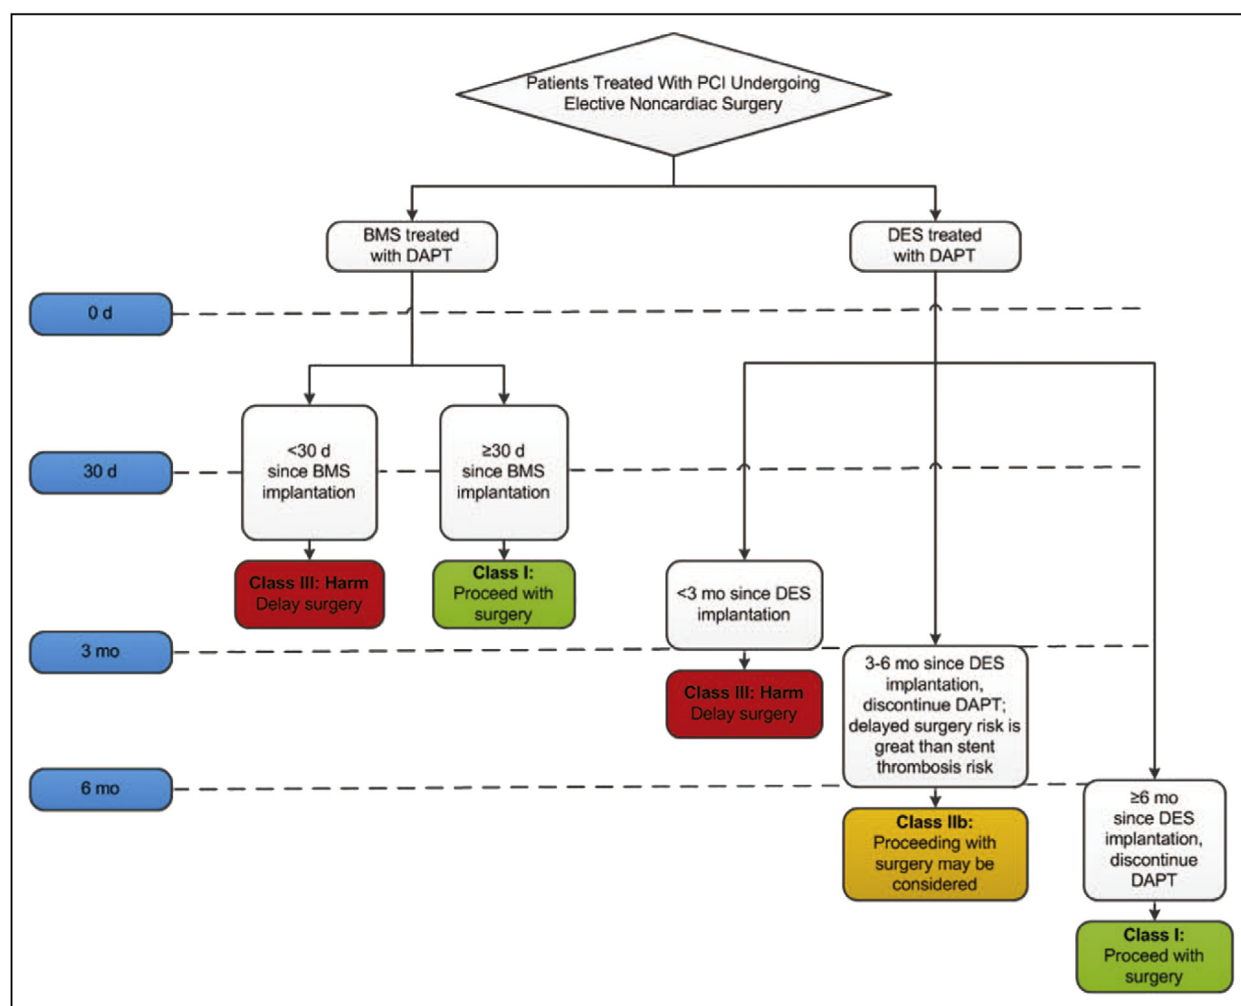 Patients Treated With PCI Undergoing
Elective Noncardiac Surgery
BMS treated
with DAPT
DES treated
with DAPT
0 d
<30 d
since BMS
implantation
≥30 d
since BMS
implantation
30 d
Class III: Harm
Delay surgery
Class I:
Proceed with
surgery
<3 mo since DES
implantation
3 mo
Class III: Harm
Delay surgery
3-6 mo since DES
implantation,
discontinue DAPT;
delayed surgery risk is
great than stent
thrombosis risk
6 mo
Class IIb:
Proceeding with
surgery may be
considered
≥6 mo
since DES
implantation,
discontinue
DAPT
Class I:
Proceed with
surgery